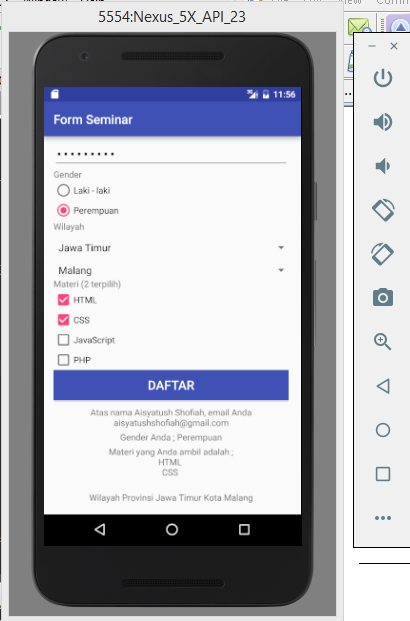 5554:Nexus_5X_API_23
11:56
Form Seminar
•••••••••
Gender
Laki - laki
Perempuan
Wilayah
Jawa Timur
Malang
Materi (2 terpilih)
HTML
CSS
JavaScript
PHP
DAFTAR
Atas nama Aisyatush Shofiah, email Anda
aisyatushshofiah@gmail.com
Gender Anda ; Perempuan
Materi yang Anda ambil adalah ;
HTML
CSS
Wilayah Provinsi Jawa Timur Kota Malang